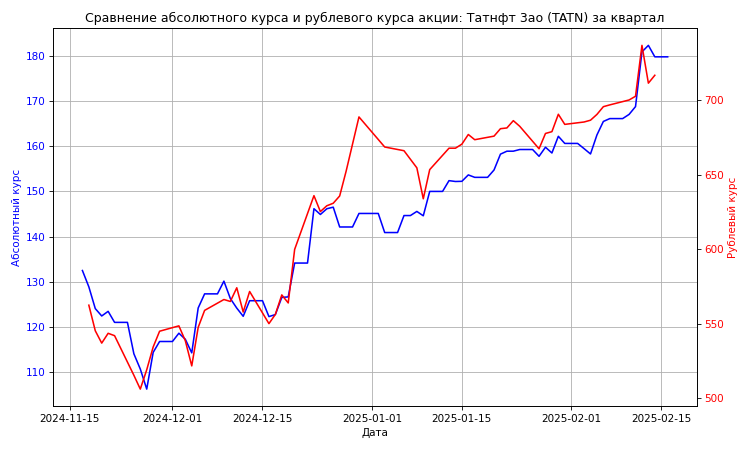 Сравнение абсолютного курса и рублевого курса акции: Татнфт 3ао (TATN) за квартал
180
170
160
150
140
130
120
110
Абсолютный курс
700
650
600
550
500
Рублевый курс
2024-11-15 2024-12-01 2024-12-15 2025-01-01 2025-01-15 2025-02-01 2025-02-15
Дата